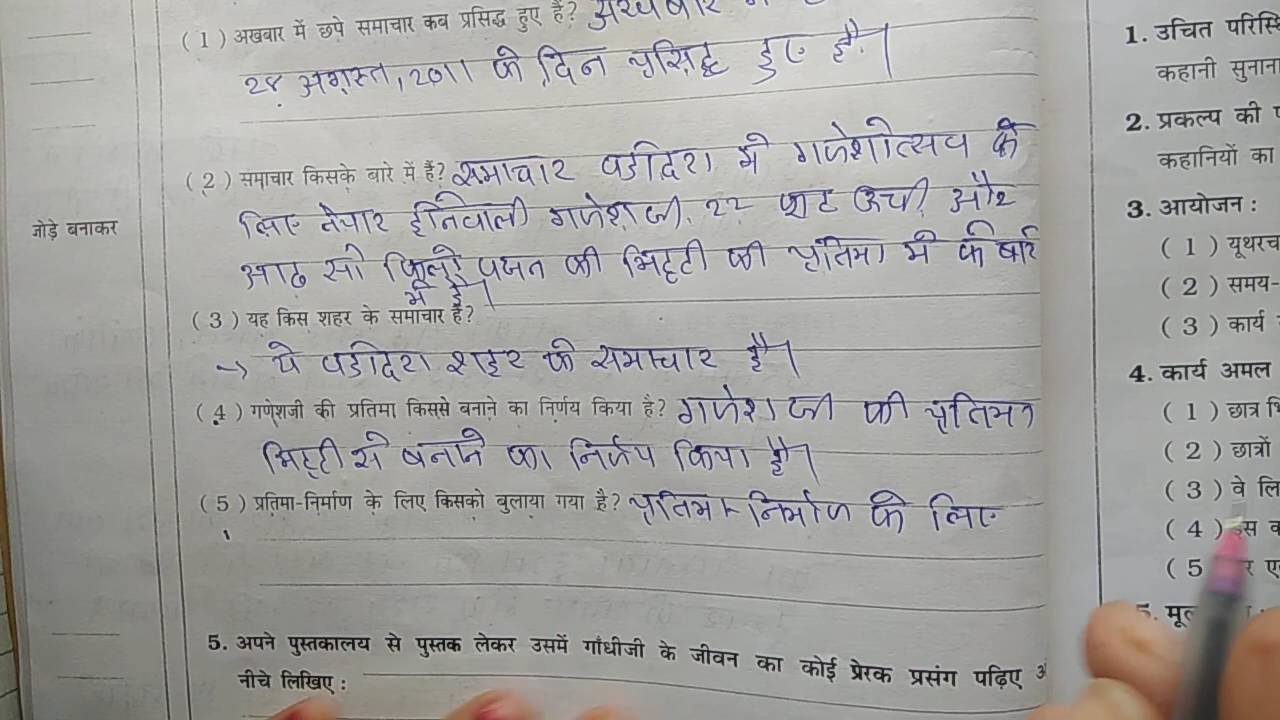 (1) अखबार में छपे समाचार कब प्रसिद्ध हुए हैं?
२४ अगस्त, २०११ के दिन प्रसिद्ध हुए है।
(2) समाचार किसके बारे में हैं? समाचार वडोदरा में गणेशोत्सव के
लिए तैयार होनेवाली गणेशजी, २२ फूट ऊंची और
आठ सो किलो वजन की मिट्टी की प्रतिमा में के बारे
में है।
(3) यह किस शहर के समाचार है?
→ ये वडोदरा शहर के समाचार है।
(4) गणेशजी की प्रतिमा किससे बनाने का निर्णय किया है? गणेशजी की प्रतिमा
मिट्टी से बनाने का निर्णय किया है।
(5) प्रतिमा-निर्माण के लिए किसको बुलाया गया है? प्रतिमा-निर्माण के लिए
जोड़े बनाकर
5. अपने पुस्तकालय से पुस्तक लेकर उसमें गाँधीजी के जीवन का कोई प्रेरक प्रसंग पढ़िए
नीचे लिखिए :
1. उचित
कहानी सुनाना
2. प्रकल्प की
कहानियों का
3. आयोजन :
(1)
(2) समय-
(3) कार्य
4. कार्य अमल
(1) छात्र
(2) छात्रों
(3) वे
(4)
(5)